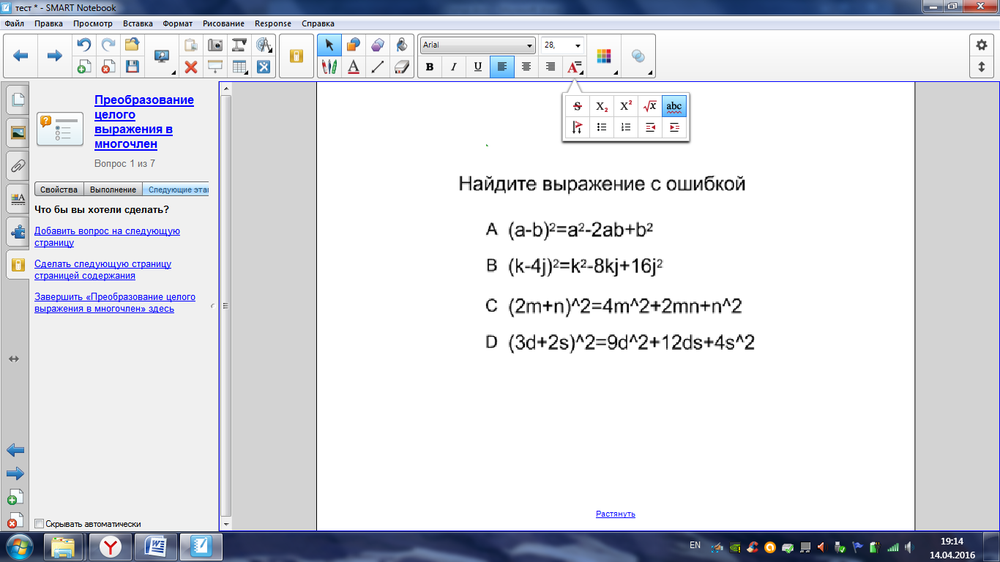 тест * - SMART Notebook
Файл Правка Просмотр Вставка Формат Рисование Response Справка
Arial 28,
B I U A A
S X₂ X² √x abc
Преобразование
целого
выражения в
многочлен
Вопрос 1 из 7
Свойства Выполнение Следующие эта
Что бы вы хотели сделать?
Добавить вопрос на следующую
страницу
Сделать следующую страницу
страницей содержания
Завершить «Преобразование целого
выражения в многочлен» здесь
Скрывать автоматически
Найдите выражение с ошибкой
A (a-b)²=a²-2ab+b²
B (k-4j)²=k²-8kj+16j²
C (2m+n)^2=4m^2+2mn+n^2
D (3d+2s)^2=9d^2+12ds+4s^2
Растянуть
EN
19:14
14.04.2016